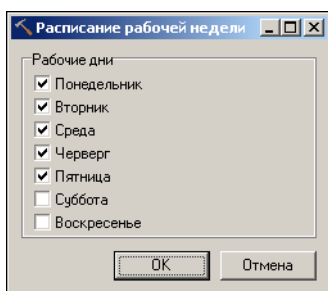 Расписание рабочей недели
Рабочие дни
Понедельник
Вторник
Среда
Черверг
Пятница
Суббота
Воскресенье
OK
Отмена